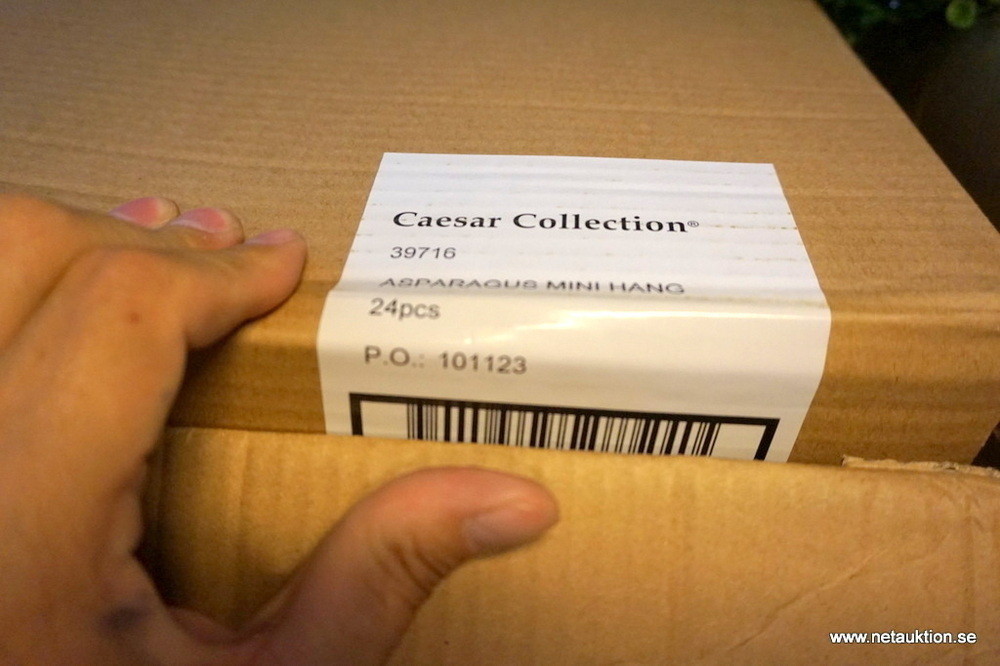 Caesar Collection®
39716
ASPARAGUS MINI HANG
24pcs
P.O.: 101123
www.netauktion.se